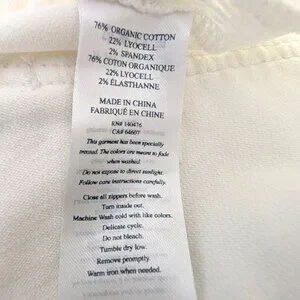 76% ORGANIC COTTON
22% LYOCELL
2% SPANDEX
76% COTON ORGANIQUE
22% LYOCELL
2% ÉLASTHANNE
MADE IN CHINA
FABRIQUÉ EN CHINE
RN# 140476
CA# 64607
This garment has been specially
treated. The colors are meant to fade
when washed.
Do not expose to direct sunlight.
Follow care instructions carefully.
Close all zippers before wash.
Turn inside out.
Machine Wash cold with like colors.
Delicate cycle.
Do not bleach.
Tumble dry low.
Remove promptly.
Warm iron when needed.